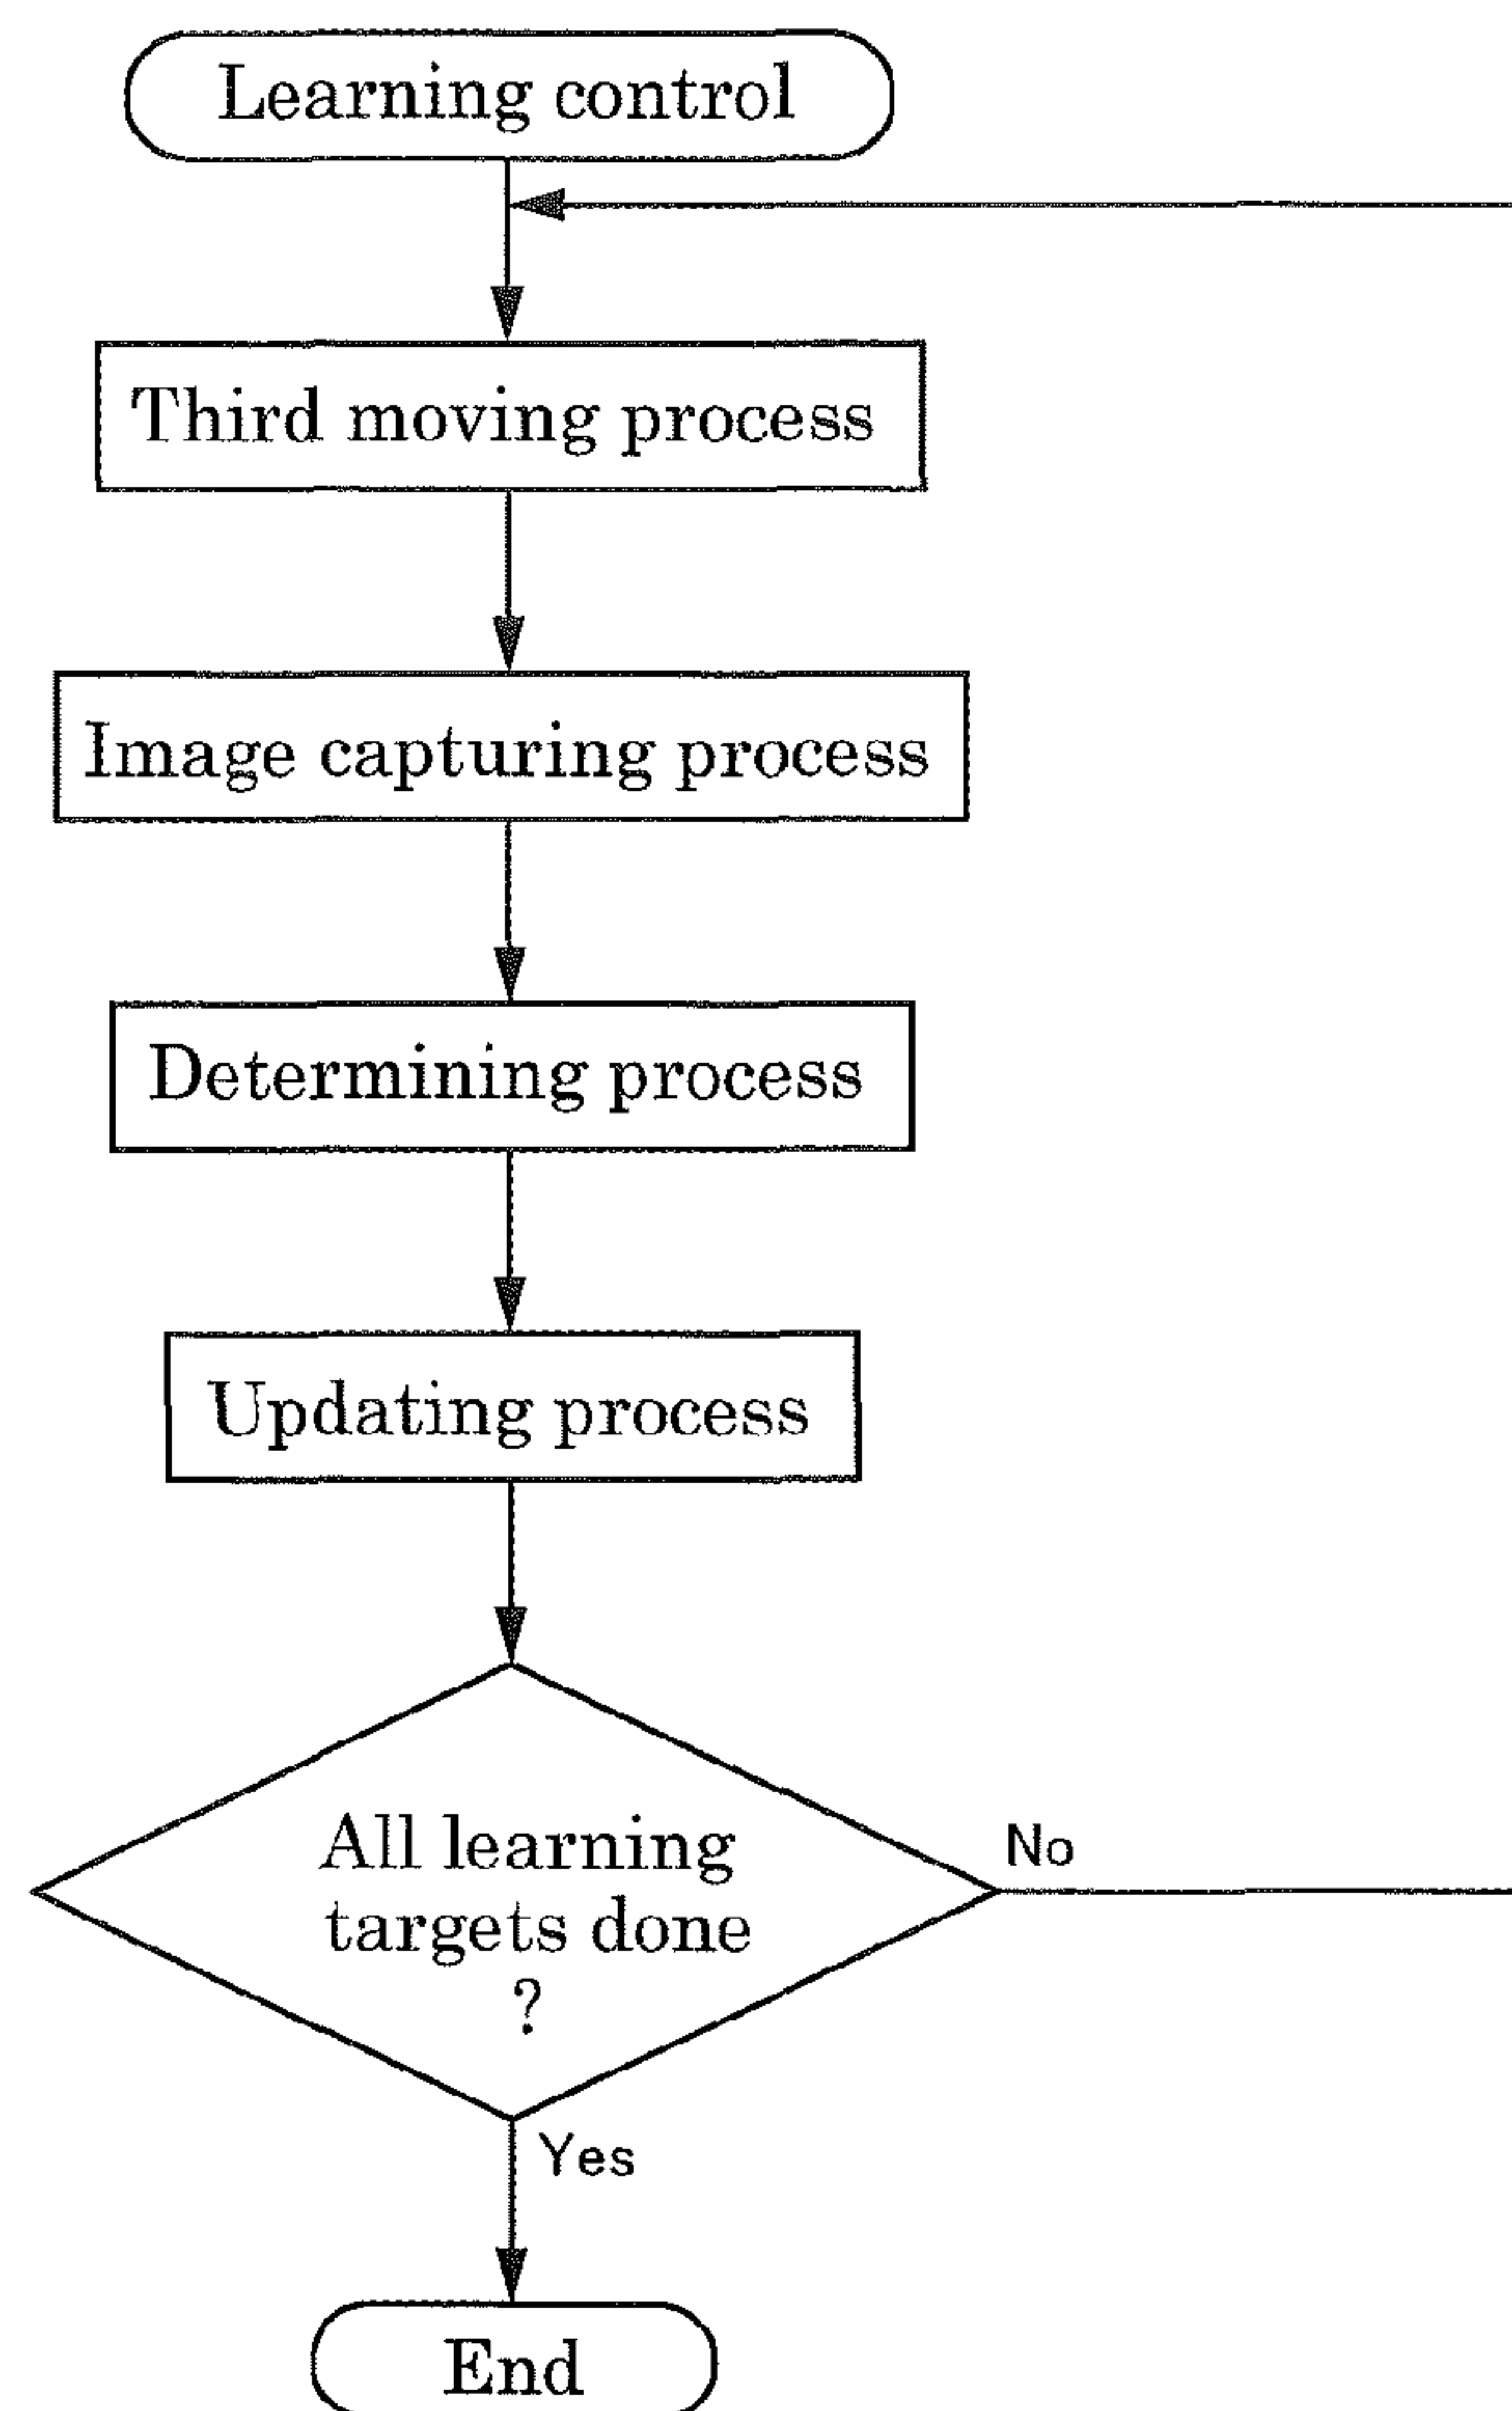 Learning control
Third moving process
Image capturing process
Determining process
Updating process
All learning
targets done
?
No
Yes
End